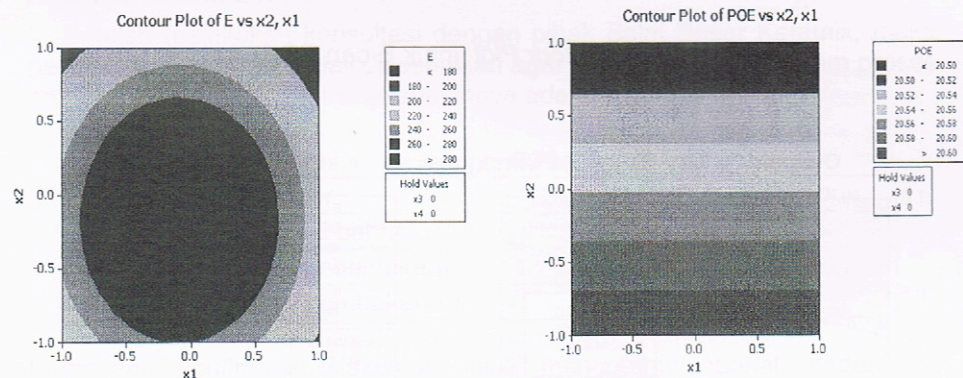 Contour Plot of E vs x2, x1
x2
1.0
0.5
0.0
-0.5
-1.0
-1.0 -0.5 0.0 0.5 1.0
x1
E
< 180
180 - 200
200 - 220
220 - 240
240 - 260
260 - 280
> 280
Hold Values
x3 0
x4 0
Contour Plot of POE vs x2, x1
x2
1.0
0.5
0.0
-0.5
-1.0
-1.0 -0.5 0.0 0.5 1.0
x1
POE
< 20.50
20.50 - 20.52
20.52 - 20.54
20.54 - 20.56
20.56 - 20.58
20.58 - 20.60
> 20.60
Hold Values
x3 0
x4 0